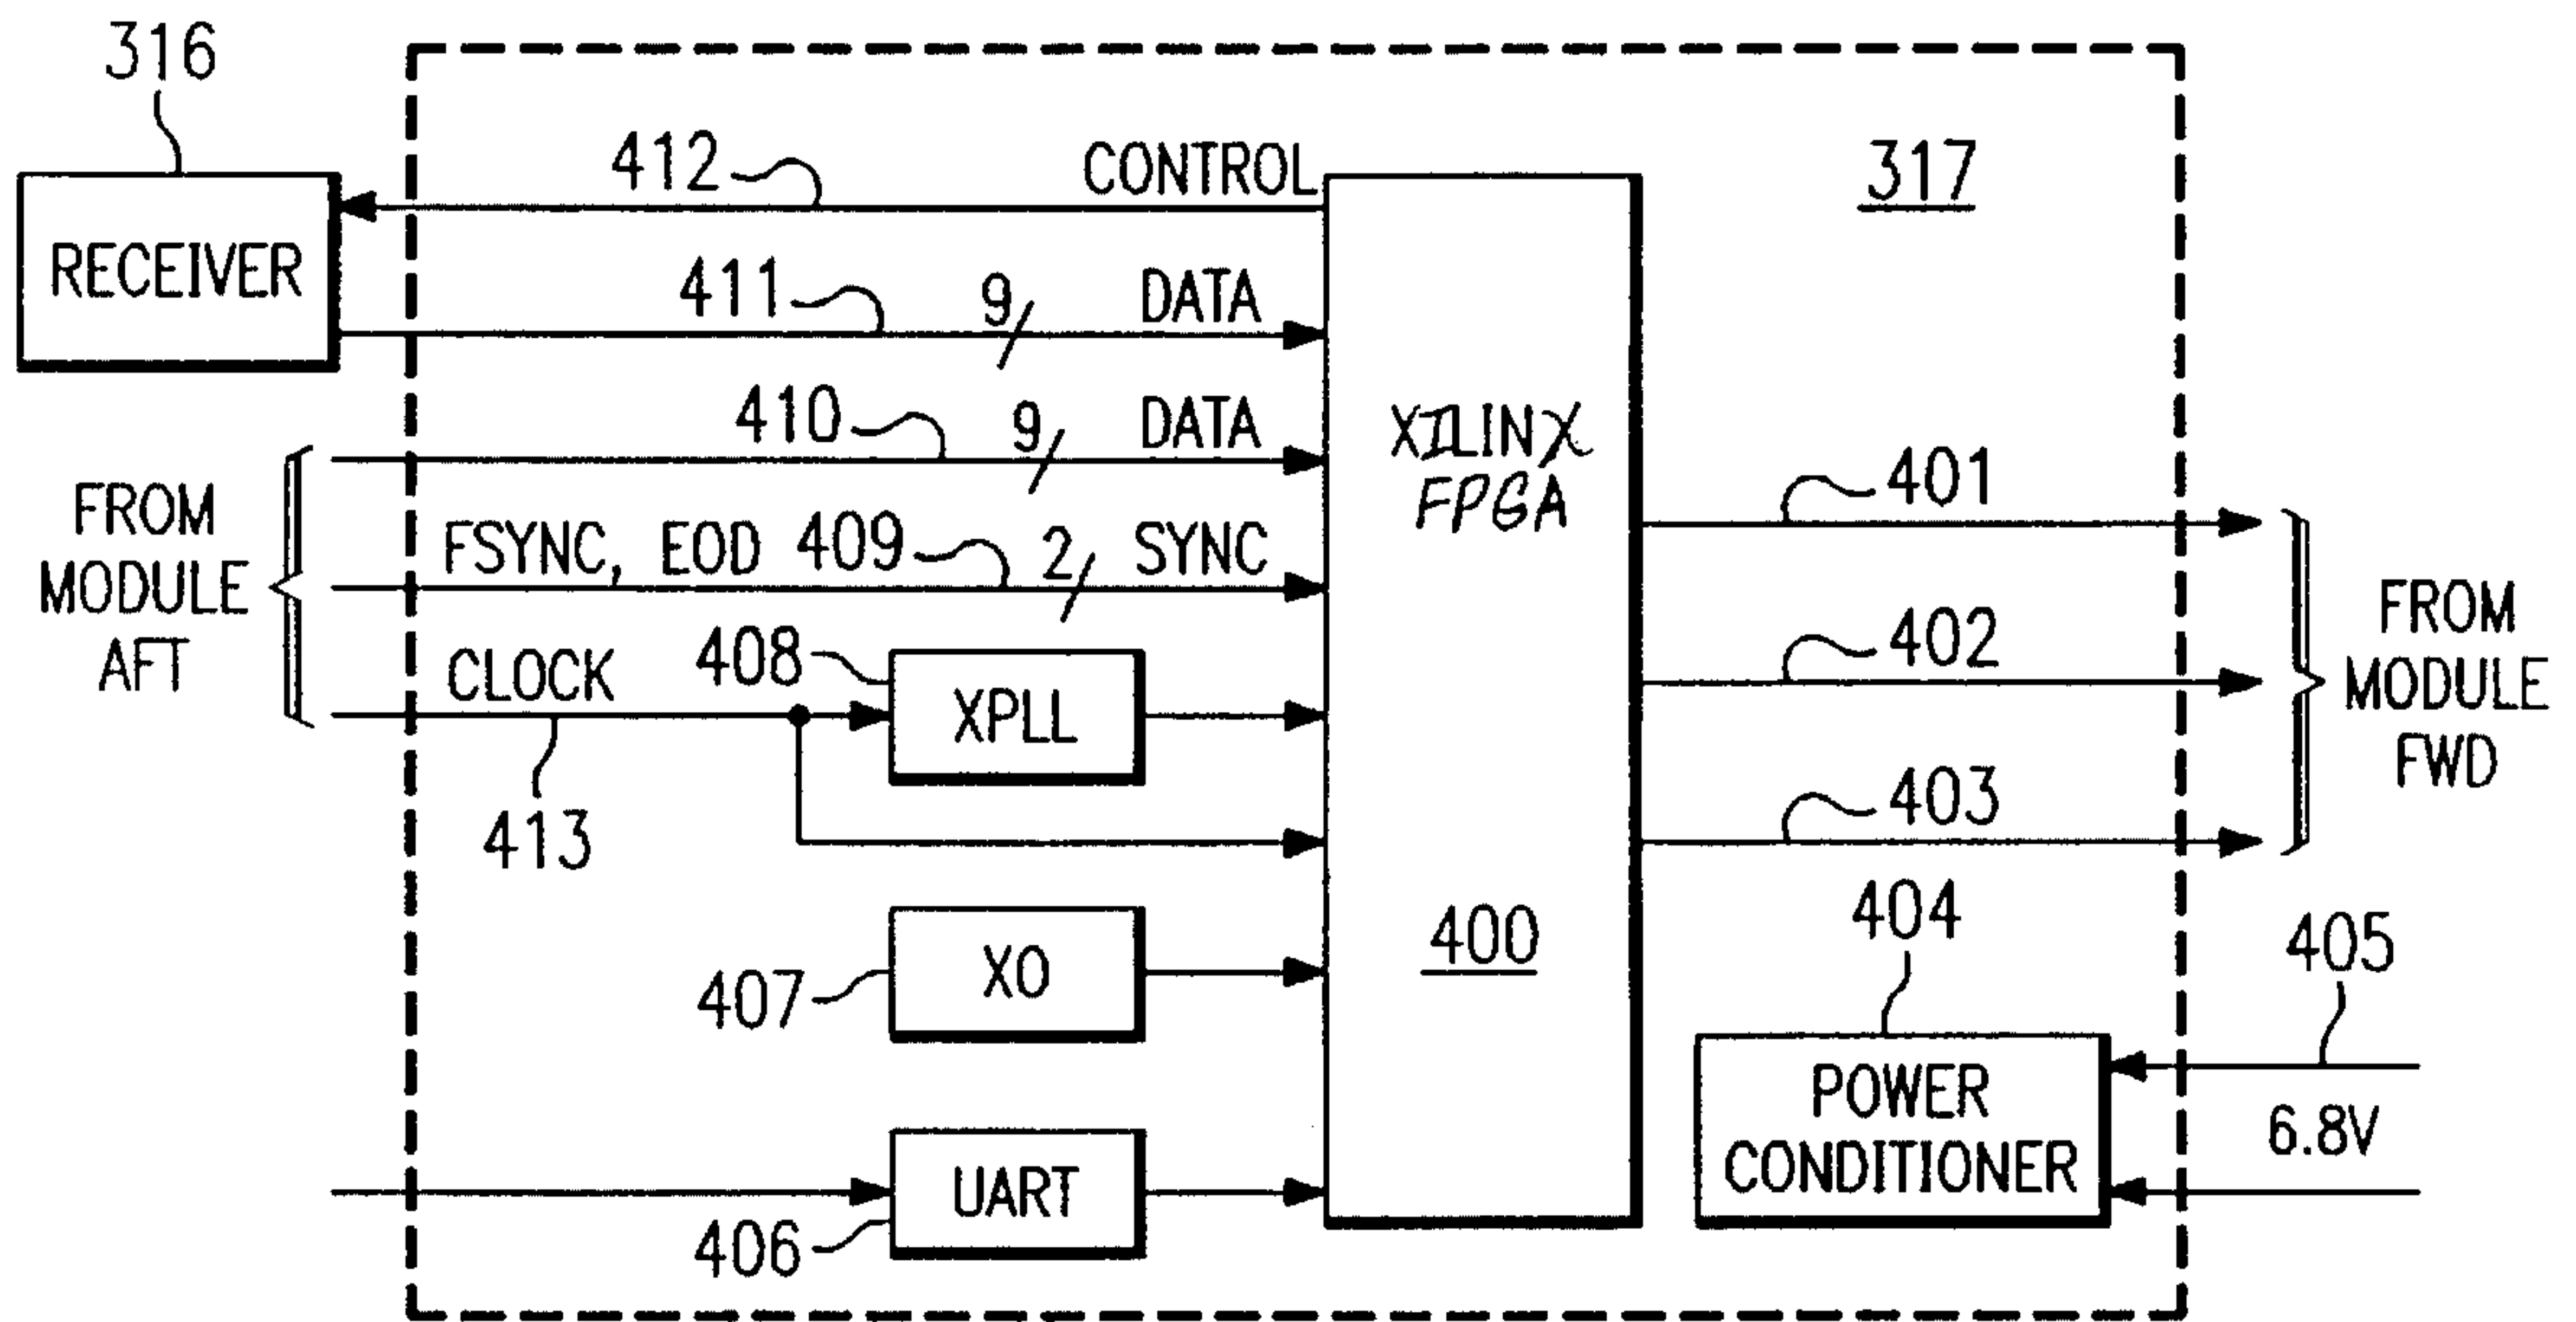 316
412
CONTROL
317
RECEIVER
411
9
DATA
410
9
DATA
XILINX
FPGA
401
FROM
MODULE
AFT
FSYNC, EOD
409
2
SYNC
402
FROM
MODULE
FWD
CLOCK
408
XPLL
413
403
404
405
400
407
XO
POWER
CONDITIONER
6.8V
UART
406